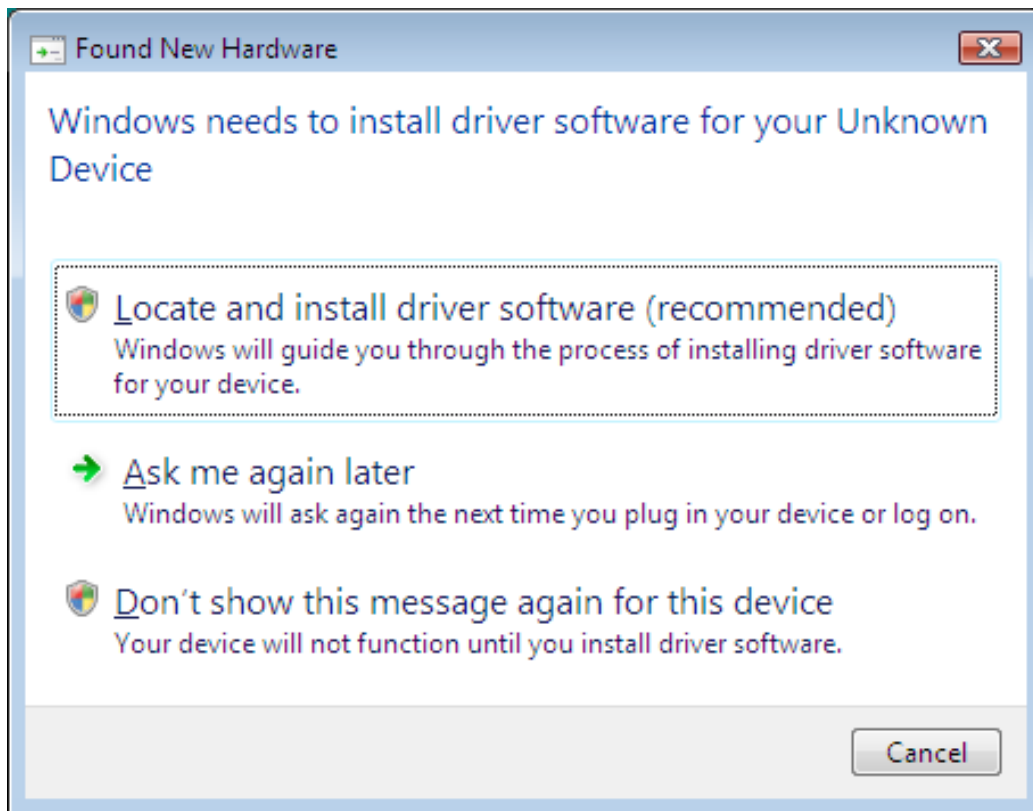 Found New Hardware
Windows needs to install driver software for your Unknown
Device
Locate and install driver software (recommended)
Windows will guide you through the process of installing driver software
for your device.
Ask me again later
Windows will ask again the next time you plug in your device or log on.
Don't show this message again for this device
Your device will not function until you install driver software.
Cancel